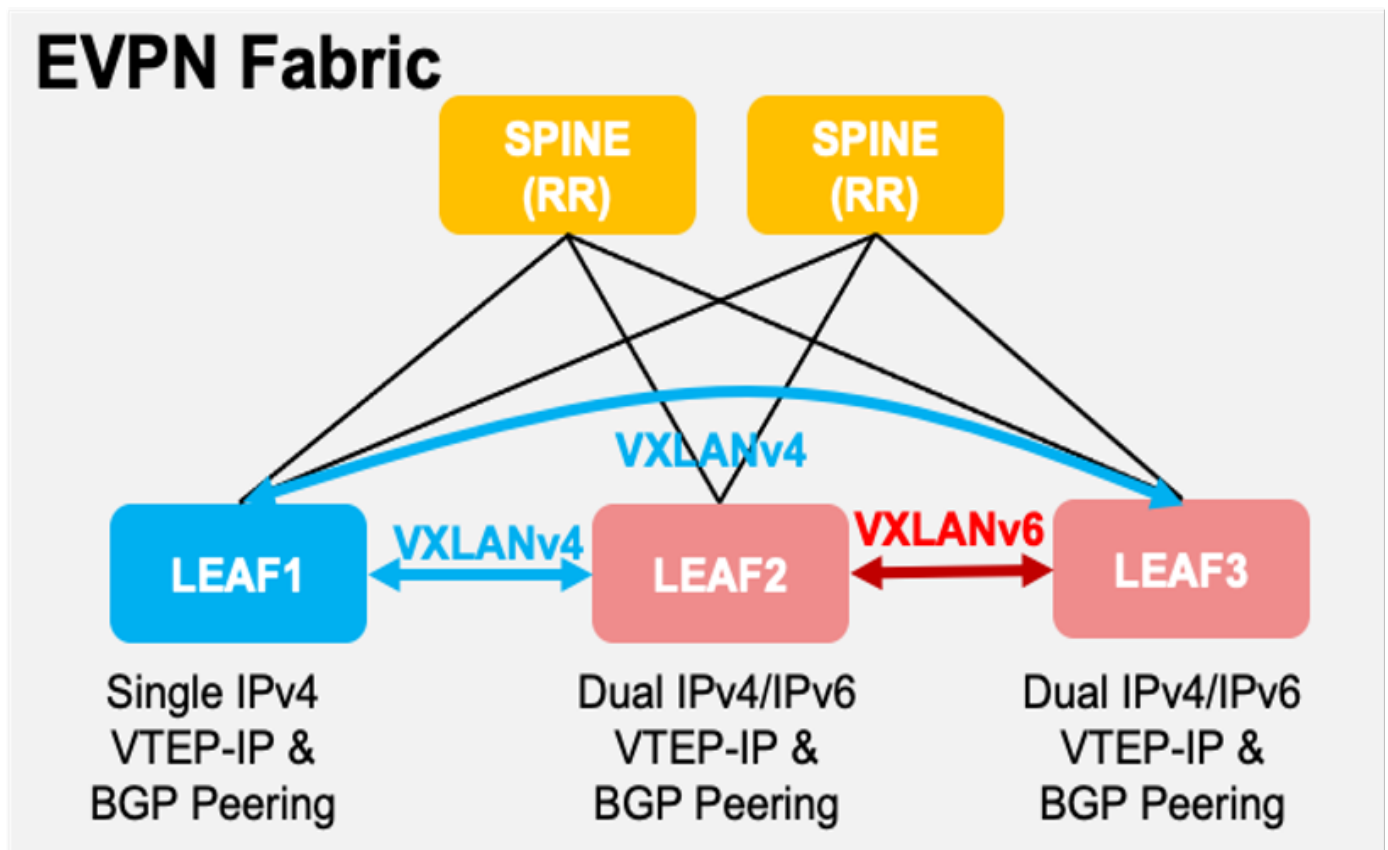 EVPN Fabric
SPINE
(RR)
SPINE
(RR)
VXLANv4
VXLANv4
VXLANv6
LEAF1
LEAF2
LEAF3
Single IPv4
VTEP-IP &
BGP Peering
Dual IPv4/IPv6
VTEP-IP &
BGP Peering
Dual IPv4/IPv6
VTEP-IP &
BGP Peering